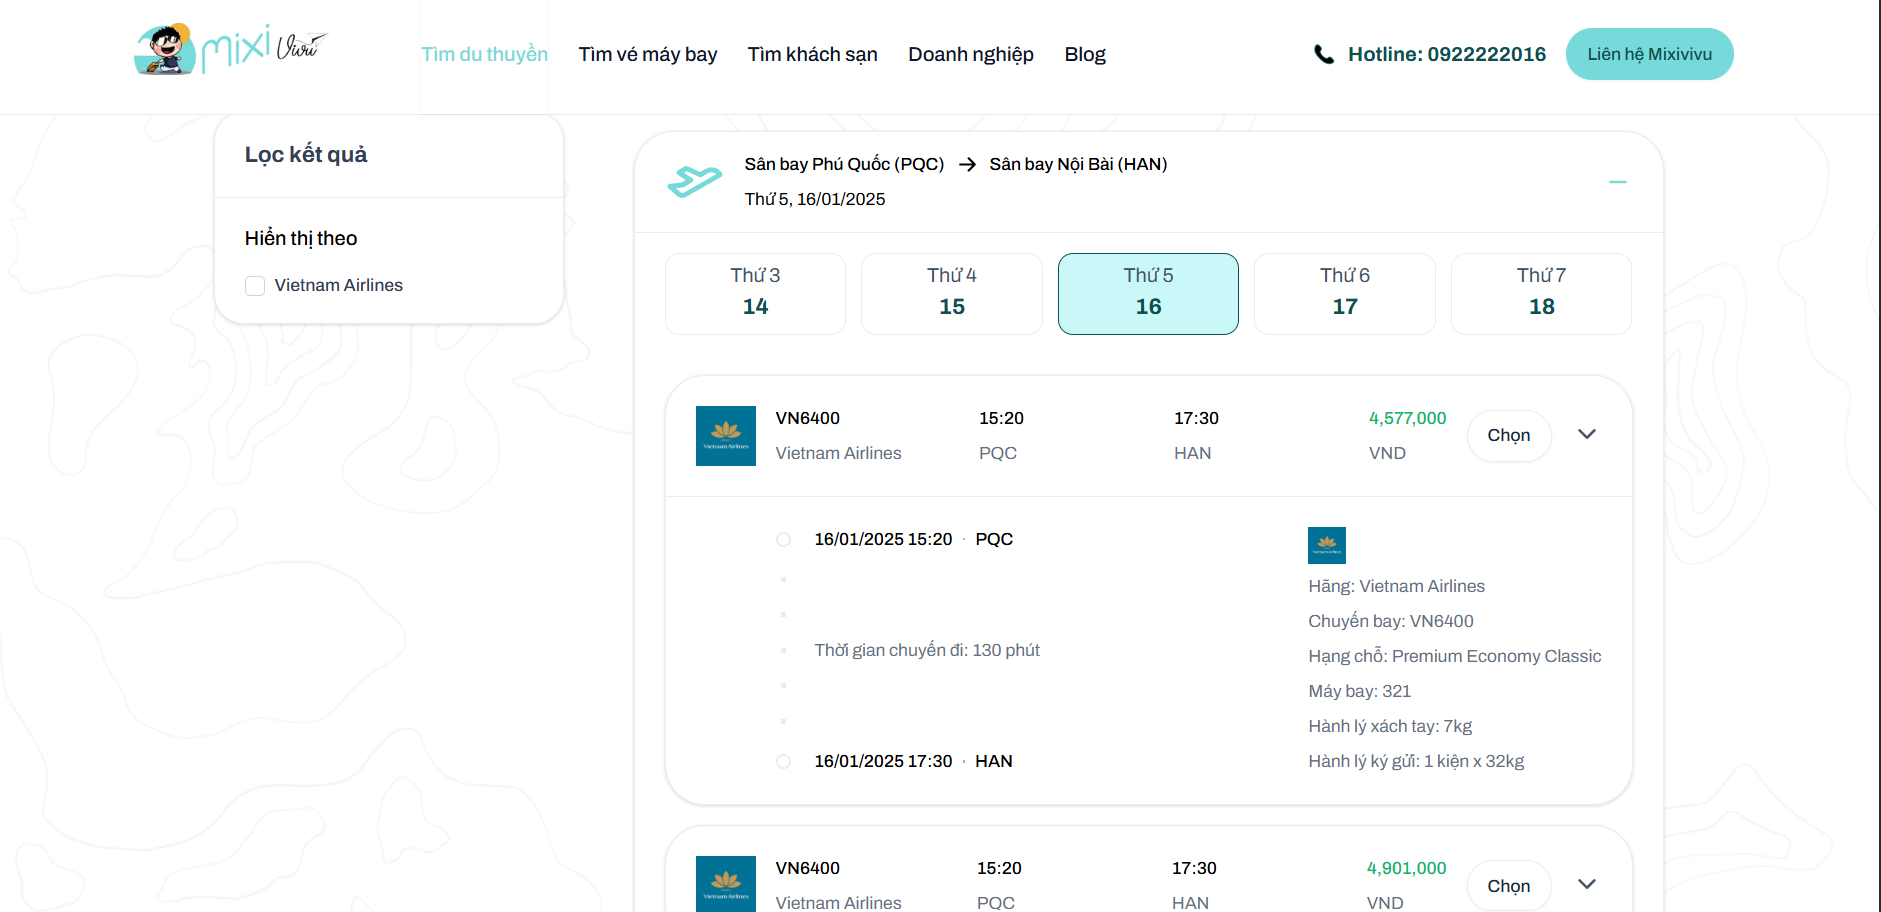 mixi Vivu
Tìm du thuyền
Tìm vé máy bay
Tìm khách sạn
Doanh nghiệp
Blog
Hotline: 0922222016
Liên hệ Mixivivu
Lọc kết quả
Hiển thị theo
Vietnam Airlines
Sân bay Phú Quốc (PQC) → Sân bay Nội Bài (HAN)
Thứ 5, 16/01/2025
Thứ 3
14
Thứ 4
15
Thứ 5
16
Thứ 6
17
Thứ 7
18
Vietnam Airlines
VN6400
Vietnam Airlines
15:20
PQC
17:30
HAN
4,577,000
VND
Chọn
16/01/2025 15:20 · PQC
Thời gian chuyến đi: 130 phút
16/01/2025 17:30 · HAN
Hãng: Vietnam Airlines
Chuyến bay: VN6400
Hạng chỗ: Premium Economy Classic
Máy bay: 321
Hành lý xách tay: 7kg
Hành lý ký gửi: 1 kiện x 32kg
Vietnam Airlines
VN6400
Vietnam Airlines
15:20
PQC
17:30
HAN
4,901,000
VND
Chọn